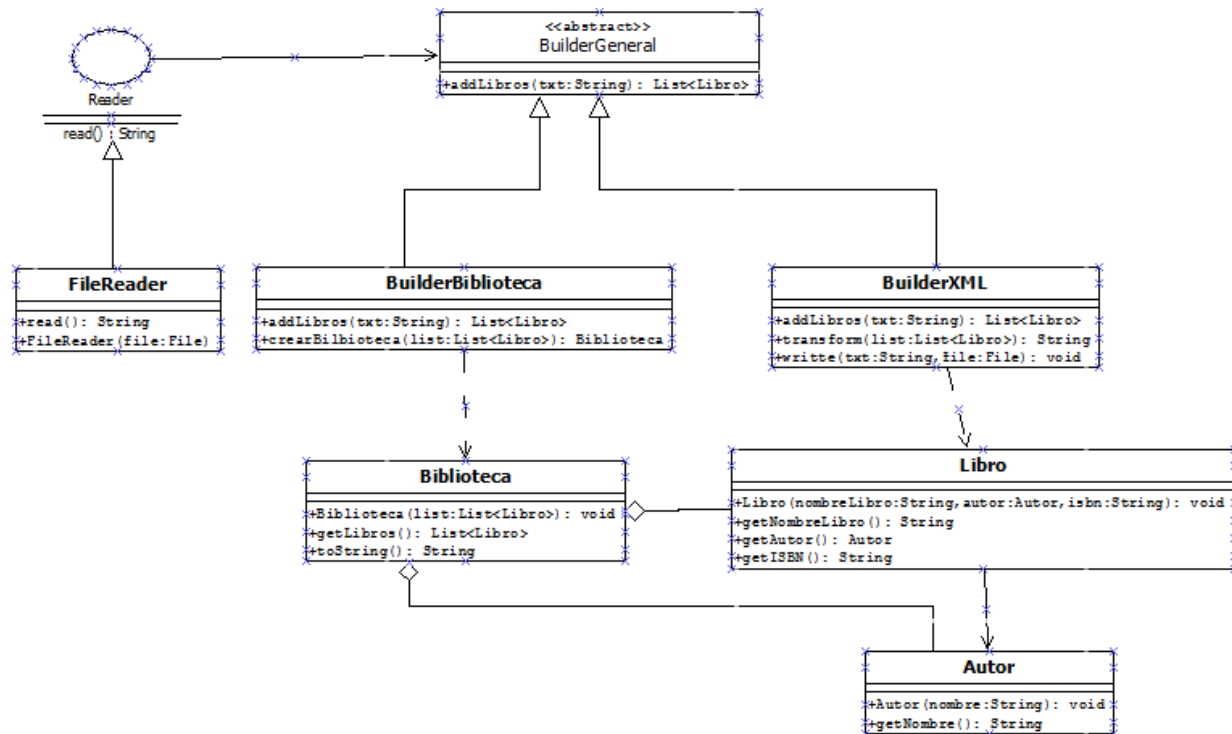 <<abstract>>
BuilderGeneral
+addLibros(txt:String): List<Libro>
Reader
read() : String
FileReader
+read(): String
+FileReader(file:File)
BuilderBiblioteca
+addLibros(txt:String): List<Libro>
+crearBilbioteca(list:List<Libro>): Biblioteca
BuilderXML
+addLibros(txt:String): List<Libro>
+transform(list:List<Libro>): String
+writte(txt:String,file:File): void
Biblioteca
+Biblioteca(list:List<Libro>): void
+getLibros(): List<Libro>
+toString(): String
Libro
+Libro(nombreLibro:String,autor:Autor,isbn:String): void
+getNombreLibro(): String
+getAutor(): Autor
+getISBN(): String
Autor
+Autor(nombre:String): void
+getNombre(): String